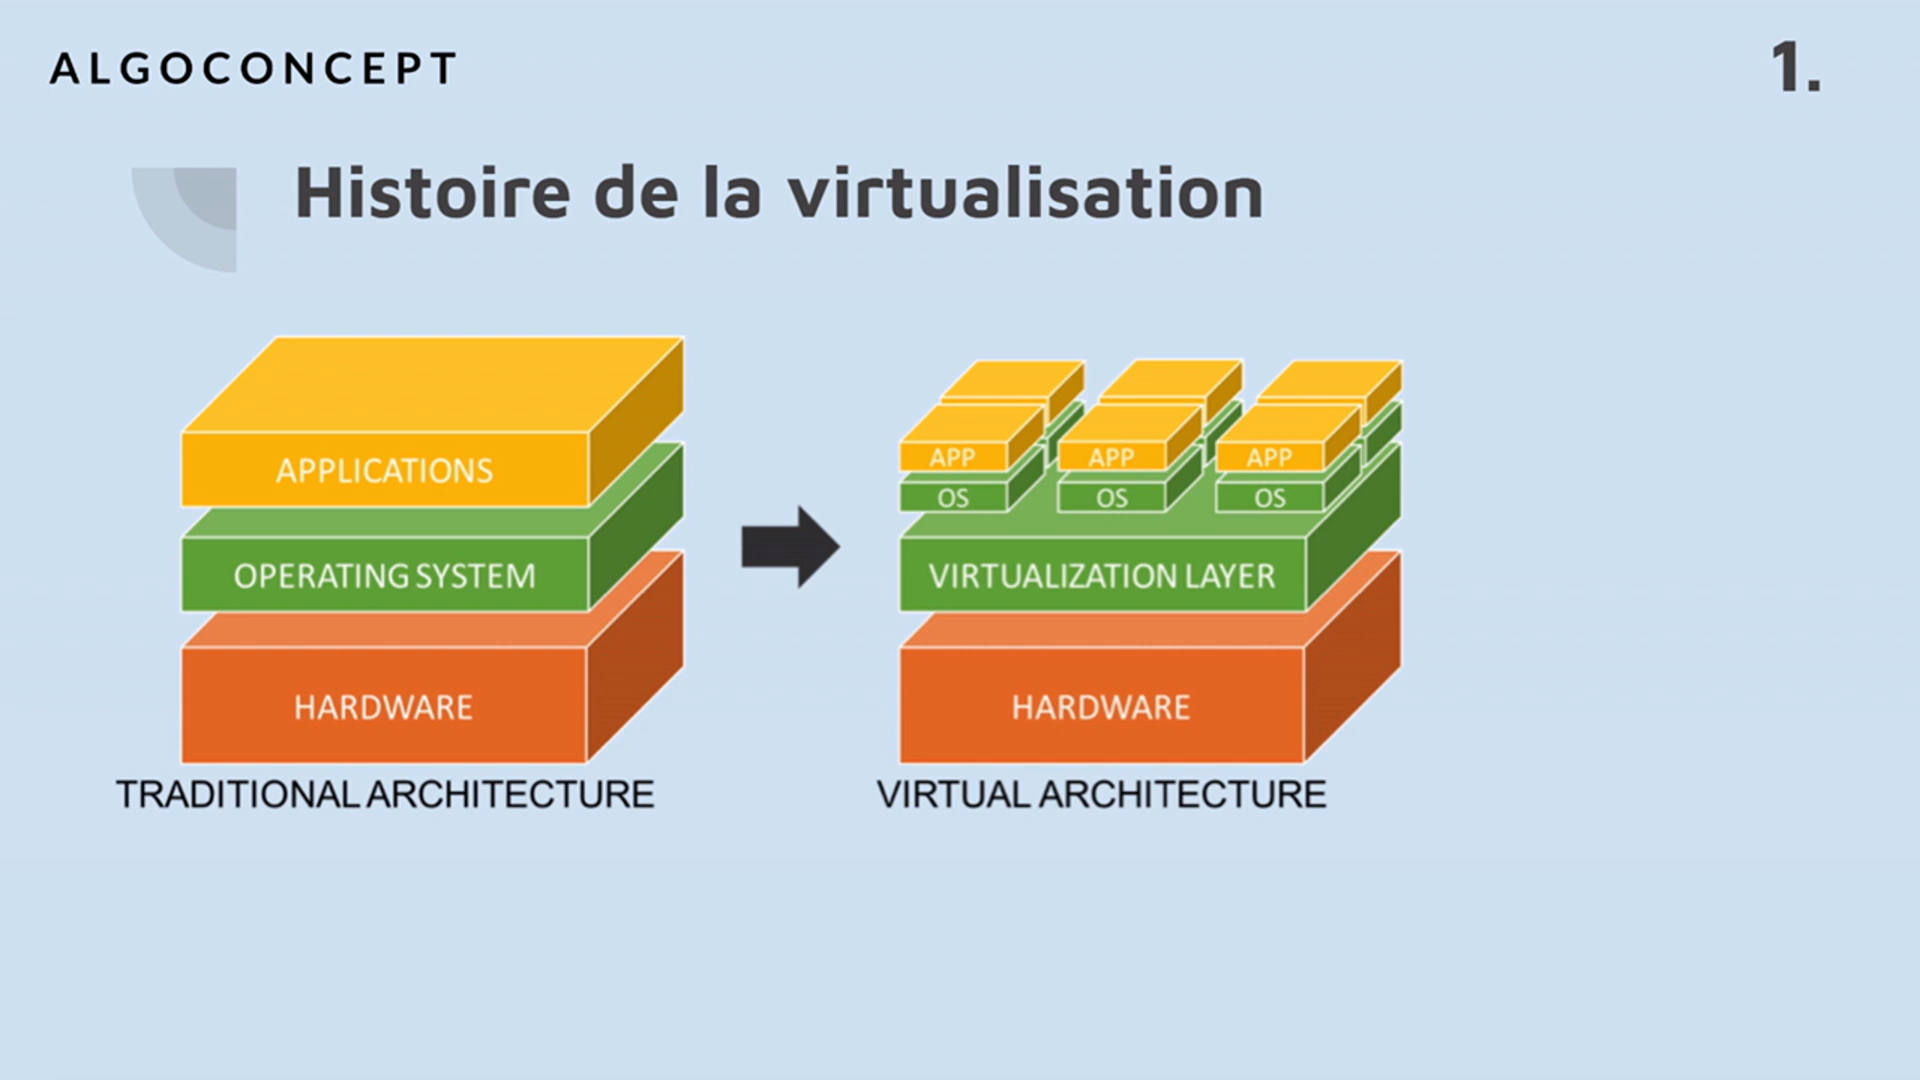 ALGOCONCEPT
1.
Histoire de la virtualisation
APPLICATIONS
OPERATING SYSTEM
HARDWARE
TRADITIONAL ARCHITECTURE
APP APP APP
OS OS OS
VIRTUALIZATION LAYER
HARDWARE
VIRTUAL ARCHITECTURE